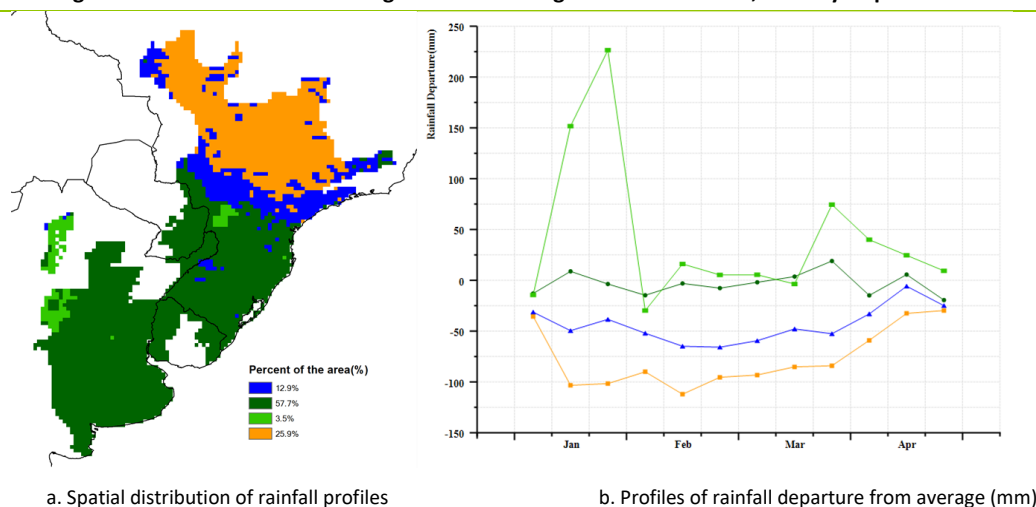 Percent of the area(%)
12.9%
57.7%
3.5%
25.9%
Rainfall Departure(mm)
250
200
150
100
50
0
-50
-100
-150
Jan Feb Mar Apr
a. Spatial distribution of rainfall profiles
b. Profiles of rainfall departure from average (mm)